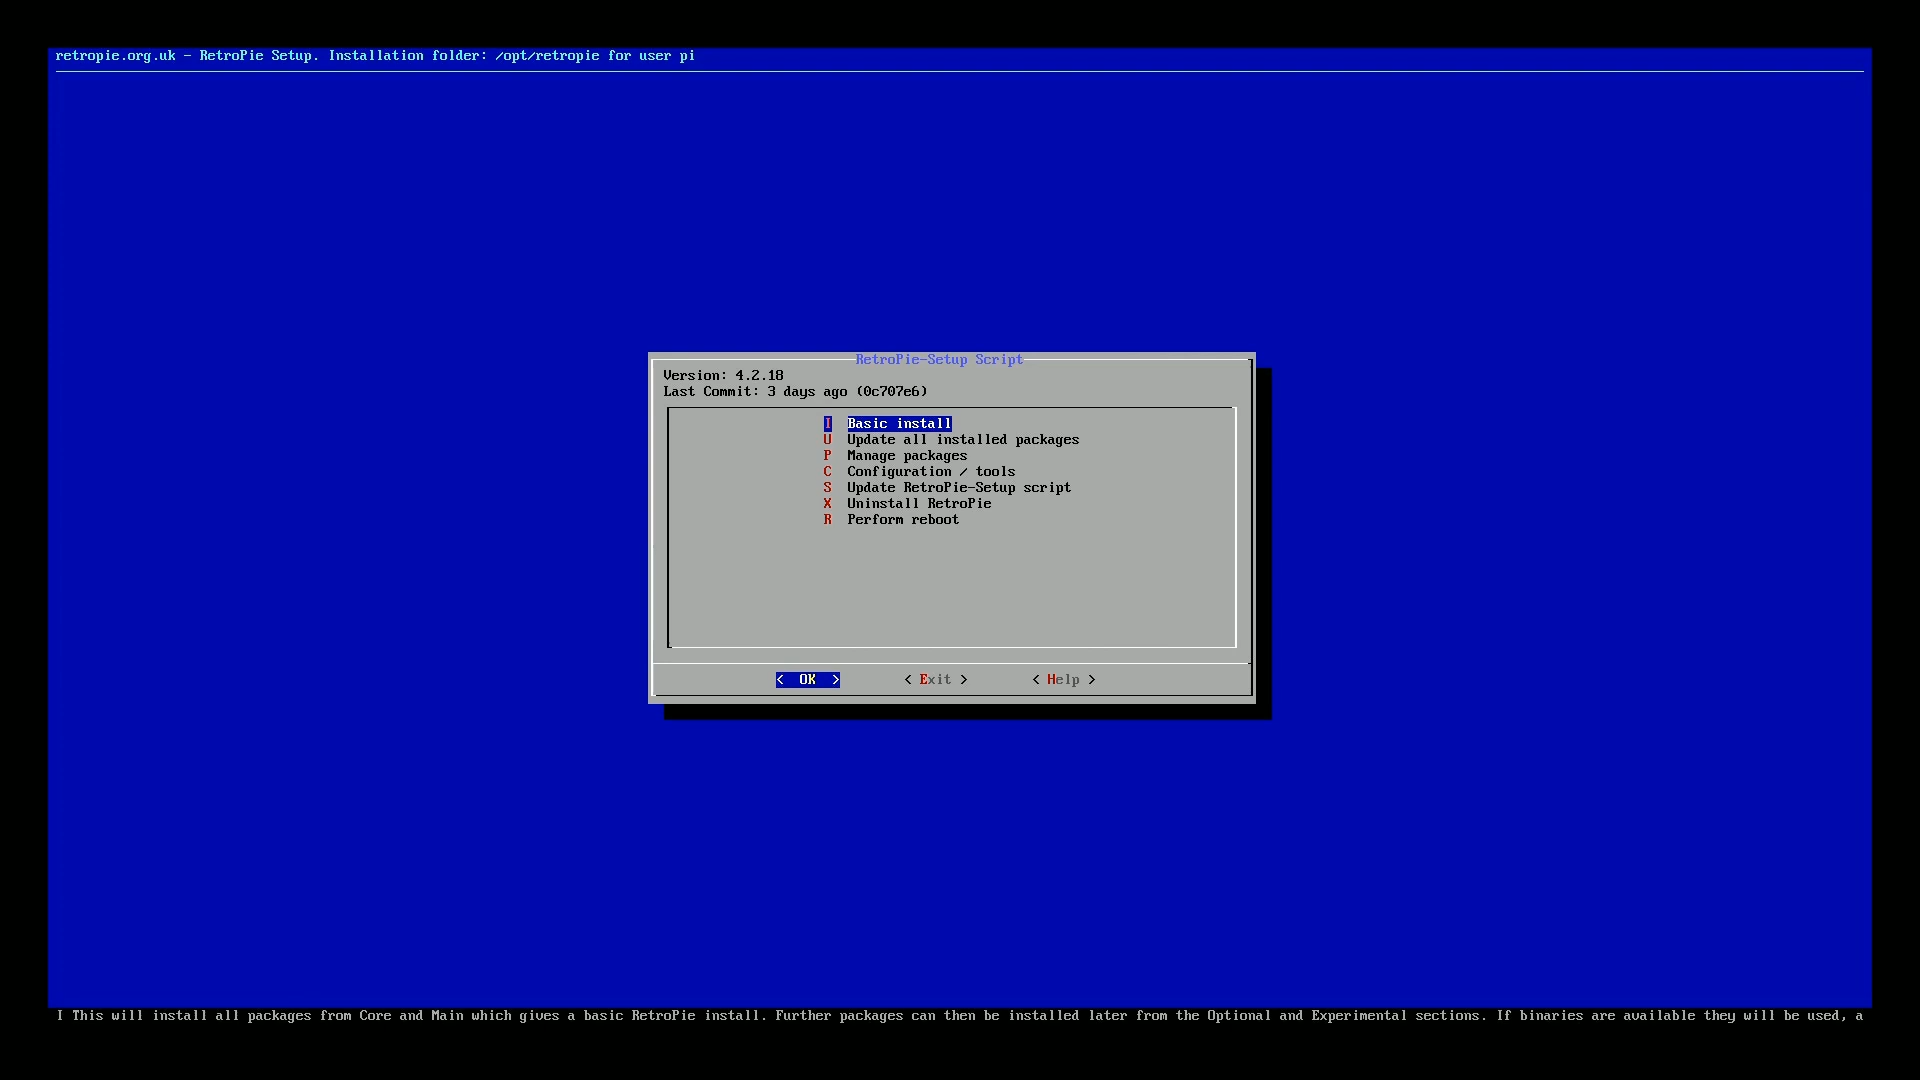 retropie.org.uk - RetroPie Setup. Installation folder: /opt/retropie for user pi
RetroPie-Setup Script
Version: 4.2.18
Last Commit: 3 days ago (0c707e6)
I Basic install
U Update all installed packages
P Manage packages
C Configuration / tools
S Update RetroPie-Setup script
X Uninstall RetroPie
R Perform reboot
< OK > < Exit > < Help >
I This will install all packages from Core and Main which gives a basic RetroPie install. Further packages can then be installed later from the Optional and Experimental sections. If binaries are available they will be used, a